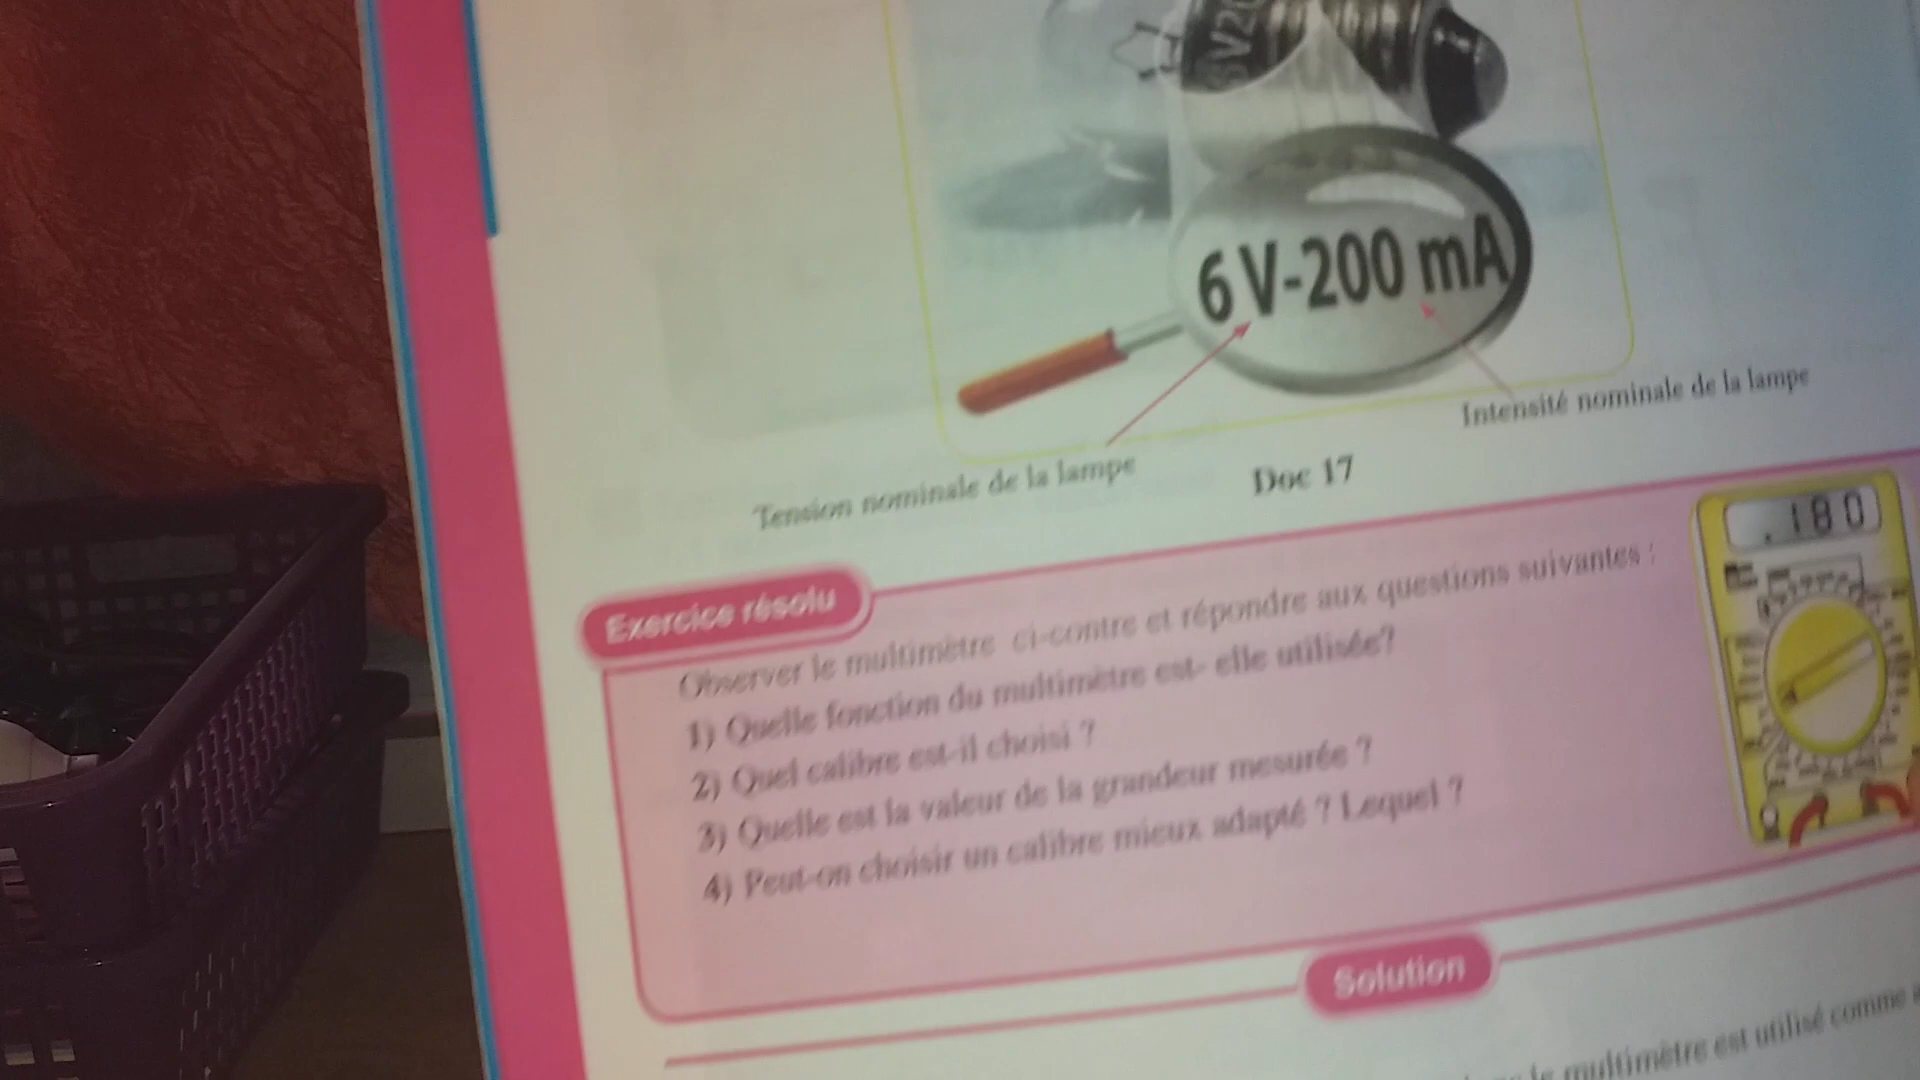 6V20
6 V-200 mA
Intensité nominale de la lampe
Tension nominale de la lampe
Doc 17
.180
Exercice résolu
Observer le multimètre ci-contre et répondre aux questions suivantes :
1) Quelle fonction du multimètre est- elle utilisée?
2) Quel calibre est-il choisi ?
3) Quelle est la valeur de la grandeur mesurée ?
4) Peut-on choisir un calibre mieux adapté ? Lequel ?
Solution
le multimètre est utilisé comme